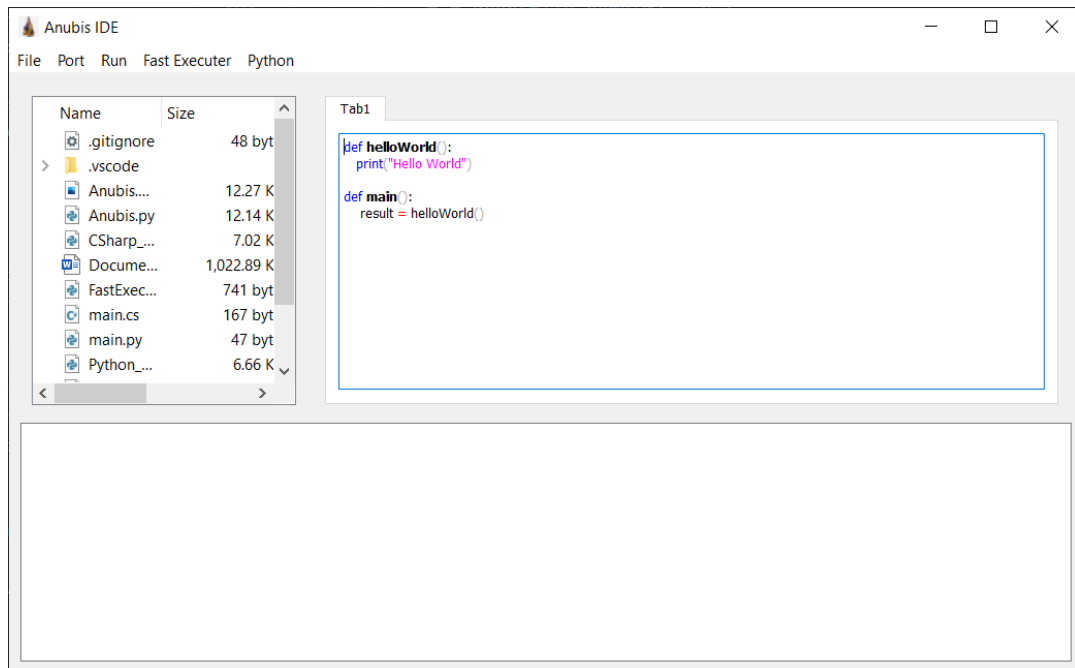 Anubis IDE
File Port Run Fast Executer Python
Name Size
.gitignore 48 byt
.vscode
Anubis.... 12.27 K
Anubis.py 12.14 K
CSharp_... 7.02 K
Docume... 1,022.89 K
FastExec... 741 byt
main.cs 167 byt
main.py 47 byt
Python_... 6.66 K
Tab1
def helloWorld():
print("Hello World")
def main():
result = helloWorld()